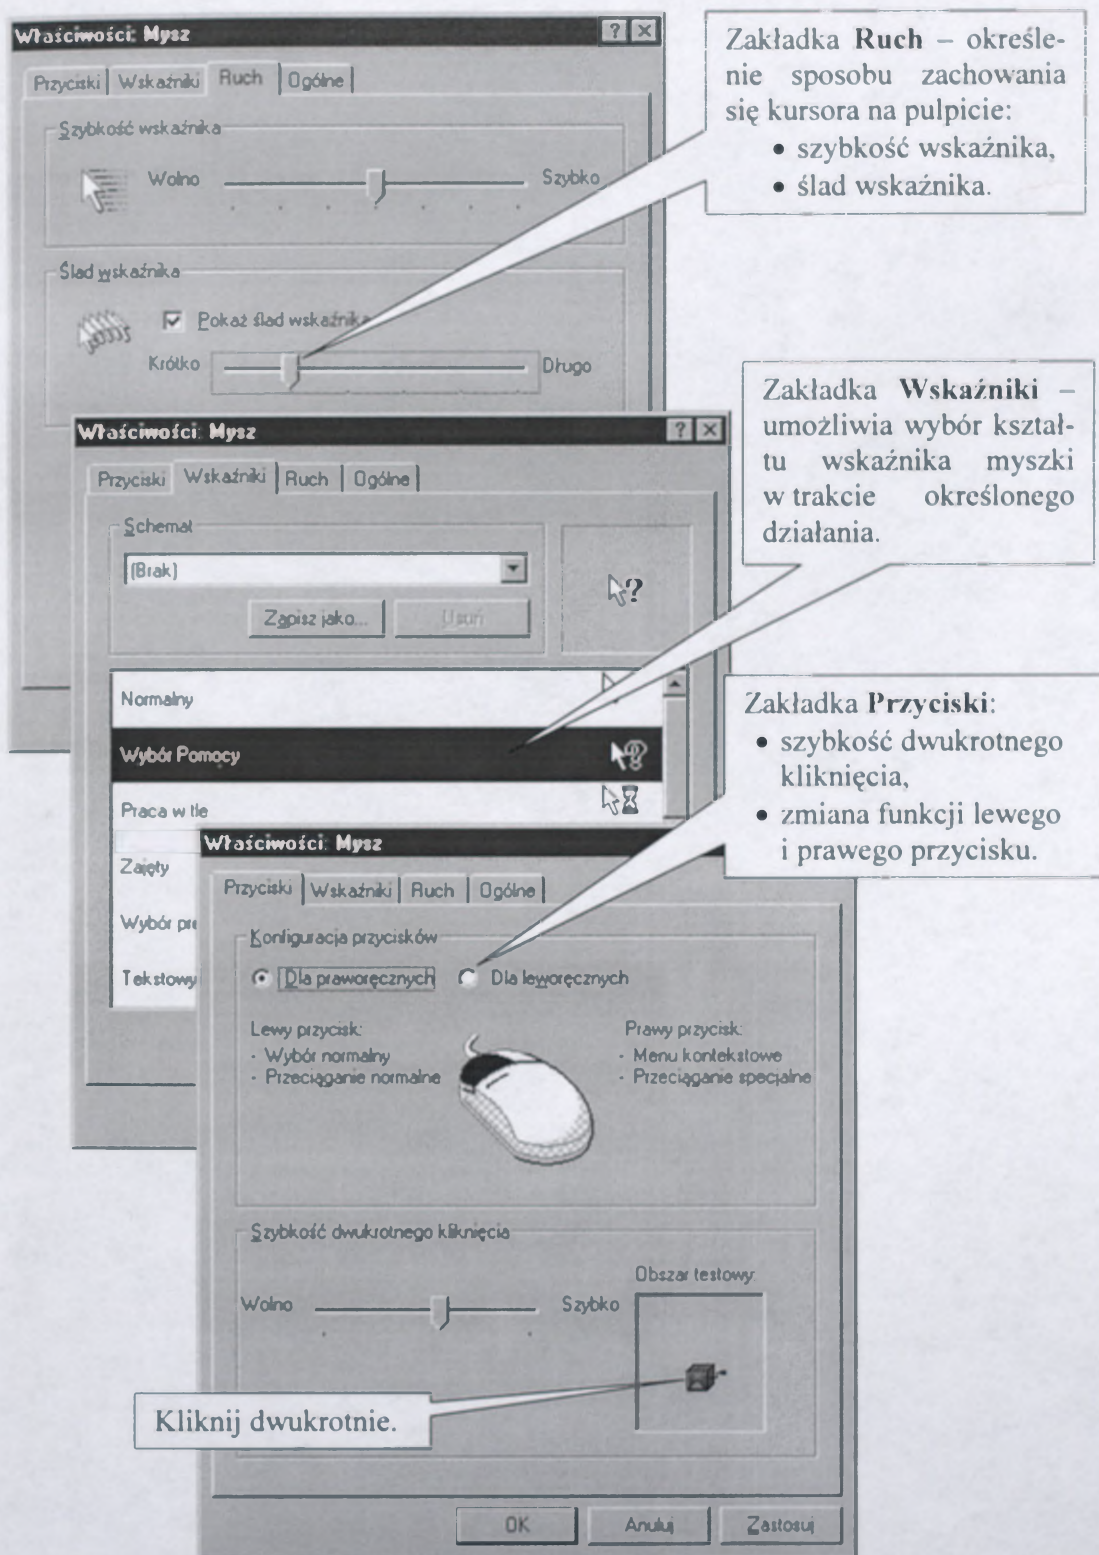 Właściwości: Mysz
Przyciski Wskaźniki Ruch Ogólne
Szybkość wskaźnika
Wolno Szybko
Ślad wskaźnika
Pokaż ślad wskaźnika
Krótko Długo
Zakładka Ruch – określe-
nie sposobu zachowania
się kursora na pulpicie:
• szybkość wskaźnika,
• ślad wskaźnika.
Właściwości: Mysz
Przyciski Wskaźniki Ruch Ogólne
Schemat
(Brak)
Zapisz jako... Usuń
Normalny
Wybór Pomocy
Praca w tle
Zajęty
Wybór pre
Tekstowy
Zakładka Wskaźniki –
umożliwia wybór kształ-
tu wskaźnika myszki
w trakcie określonego
działania.
Zakładka Przyciski:
• szybkość dwukrotnego
kliknięcia,
• zmiana funkcji lewego
i prawego przycisku.
Właściwości: Mysz
Przyciski Wskaźniki Ruch Ogólne
Konfiguracja przycisków
Dla praworęcznych Dla leworęcznych
Lewy przycisk:
- Wybór normalny
- Przeciąganie normalne
Prawy przycisk:
- Menu kontekstowe
- Przeciąganie specjalne
Szybkość dwukrotnego kliknięcia
Obszar testowy:
Wolno Szybko
Kliknij dwukrotnie.
OK Anuluj Zastosuj